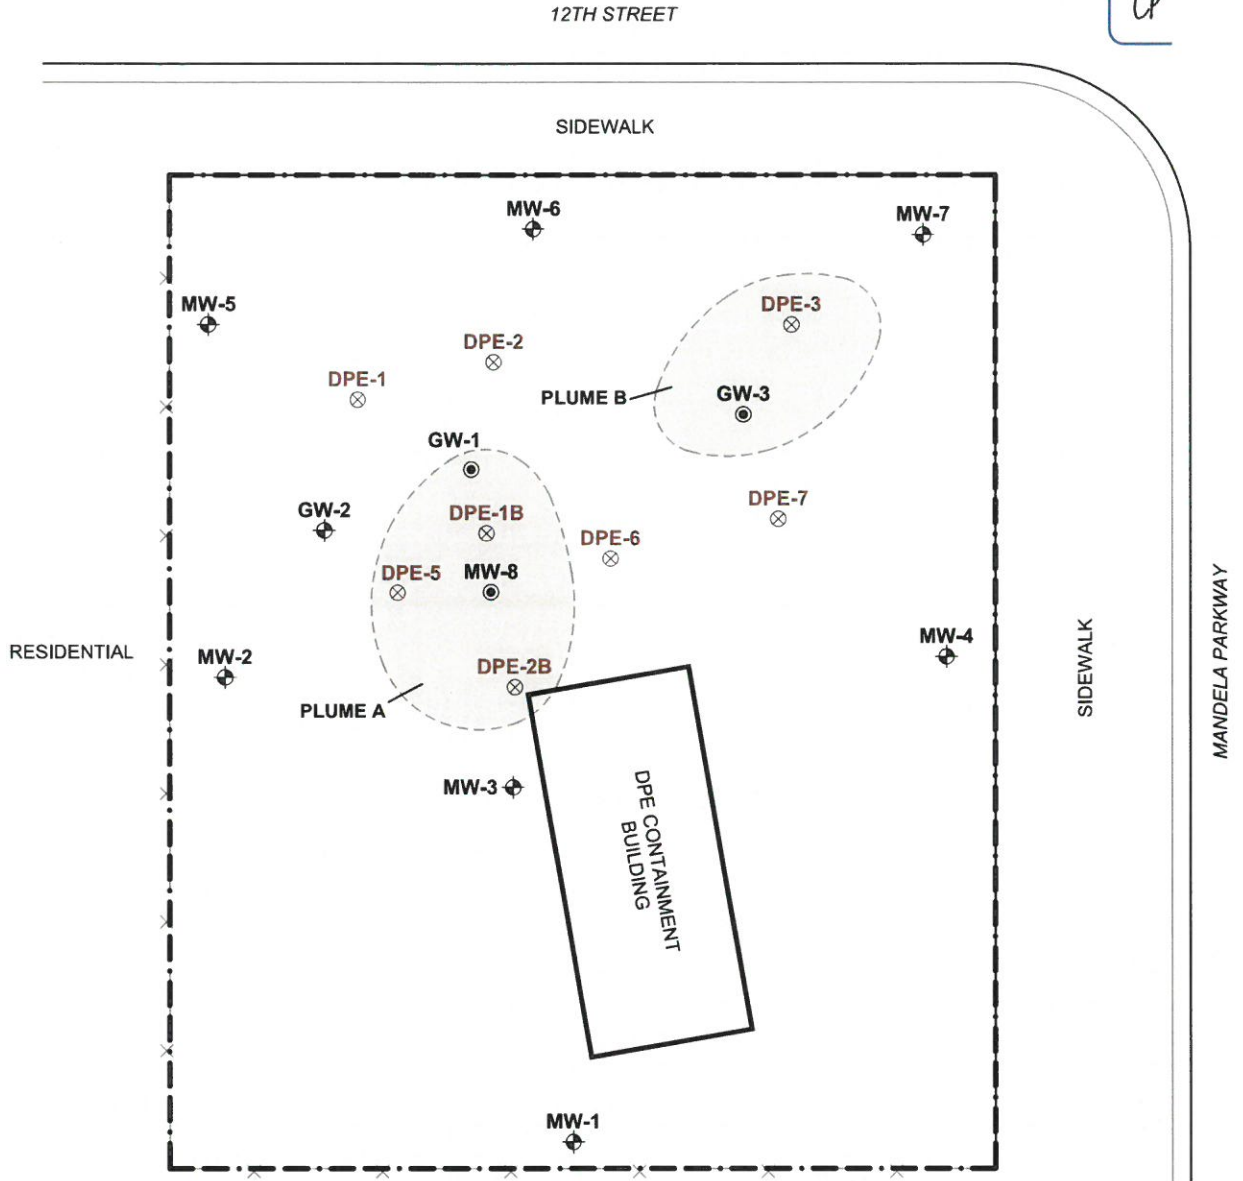 12TH STREET
SIDEWALK
MW-6
MW-7
MW-5
DPE-3
DPE-2
DPE-1
PLUME B
GW-3
GW-1
DPE-7
GW-2
DPE-1B
DPE-6
DPE-5
MW-8
MW-4
RESIDENTIAL
MW-2
DPE-2B
SIDEWALK
MANDELA PARKWAY
PLUME A
MW-3
DPE CONTAINMENT
BUILDING
MW-1